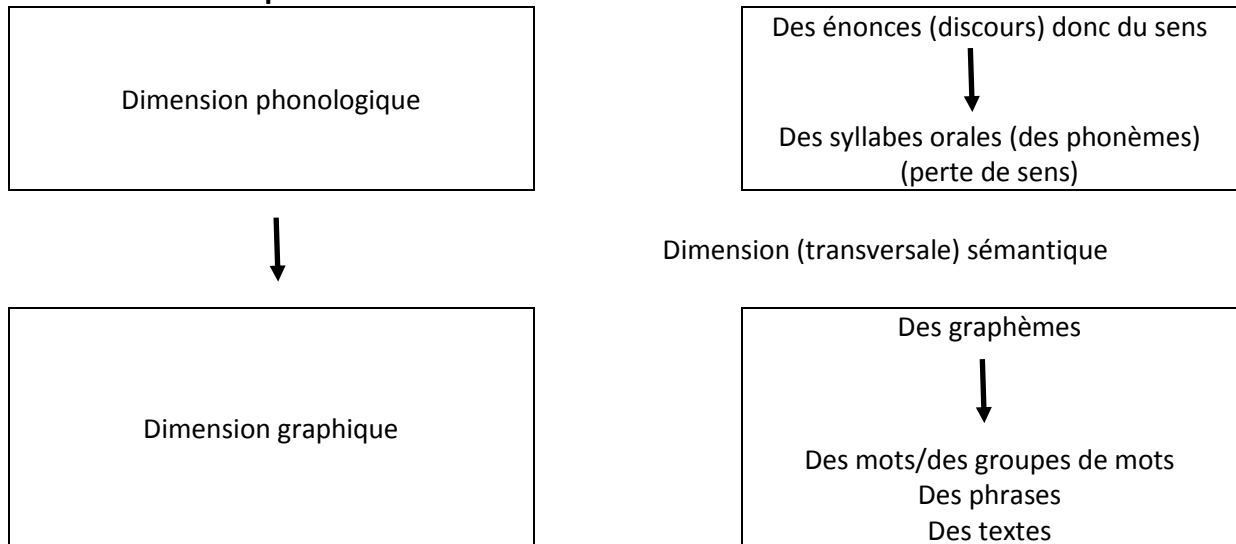 Dimension phonologique
Des énonces (discours) donc du sens
Des syllabes orales (des phonèmes)
(perte de sens)
Dimension (transversale) sémantique
Dimension graphique
Des graphèmes
Des mots/des groupes de mots
Des phrases
Des textes